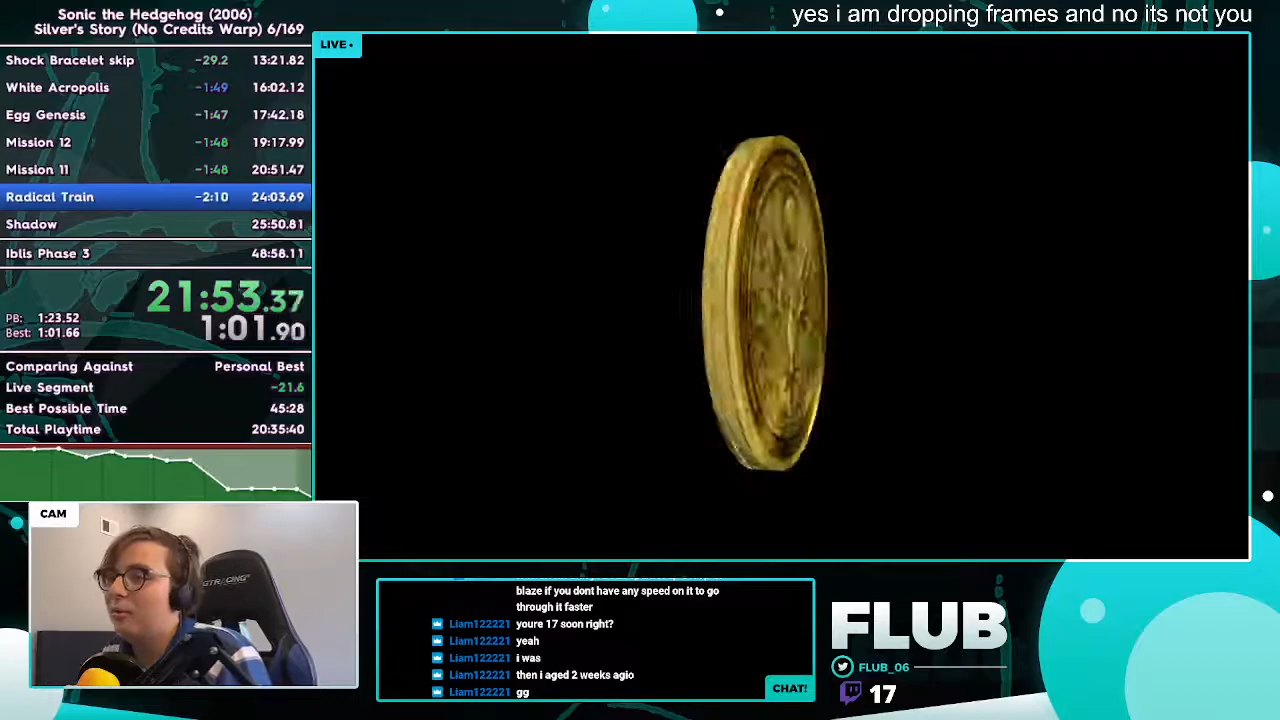 Sonic the Hedgehog (2006)
Silver's Story (No Credits Warp) 6/169
Shock Bracelet skip -29.2 13:21.82
White Acropolis -1:49 16:02.12
Egg Genesis -1:47 17:42.18
Mission 12 -1:48 19:17.99
Mission 11 -1:48 20:51.47
Radical Train -2:10 24:03.69
Shadow 25:50.81
Iblis Phase 3 48:58.11
21:53.37
PB: 1:23.52
Best: 1:01.66
1:01.90
Comparing Against Personal Best
Live Segment -21.6
Best Possible Time 45:28
Total Playtime 20:35:40
yes i am dropping frames and no its not you
LIVE
CAM
GTRACING
blaze if you dont have any speed on it to go
through it faster
Liam122221 youre 17 soon right?
Liam122221 yeah
Liam122221 i was
Liam122221 then i aged 2 weeks agio
Liam122221 gg
CHAT!
FLUB
FLUB_06
17